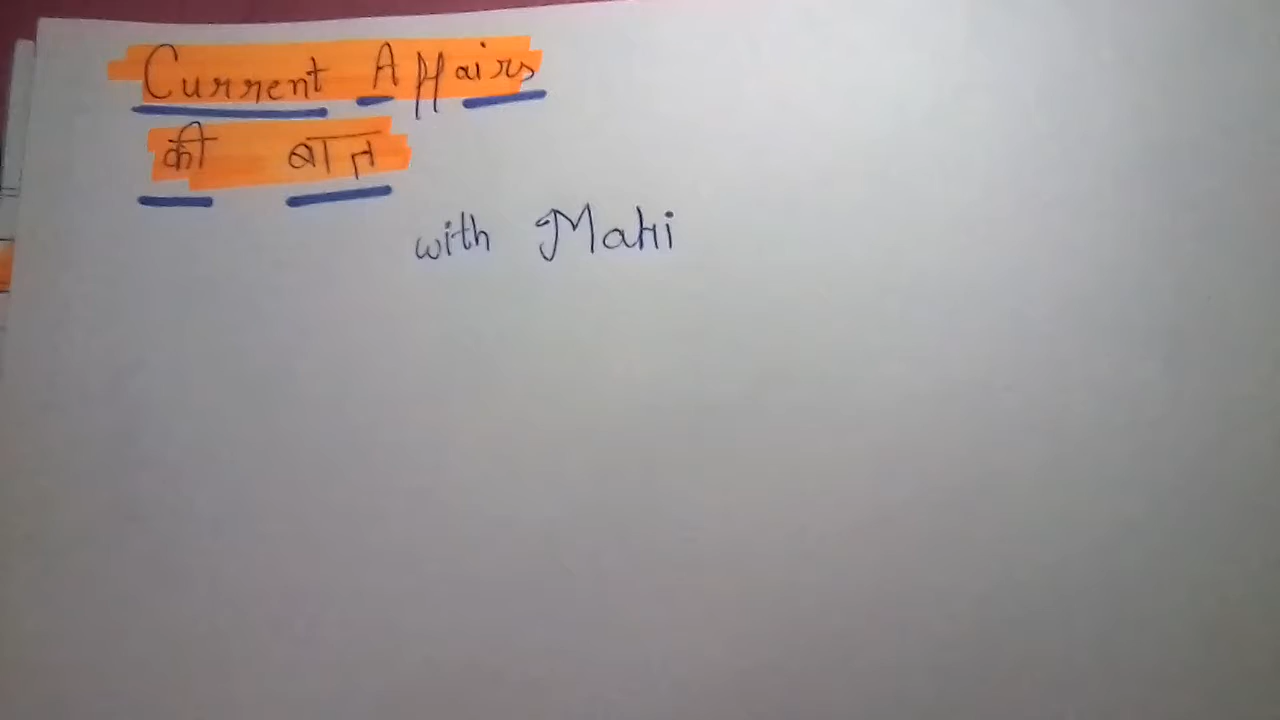 Current Affairs
की बात
with Mahi